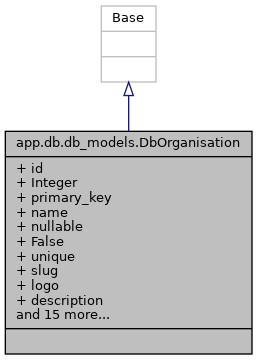 Base
app.db.db_models.DbOrganisation
+ id
+ Integer
+ primary_key
+ name
+ nullable
+ False
+ unique
+ slug
+ logo
+ description
and 15 more...